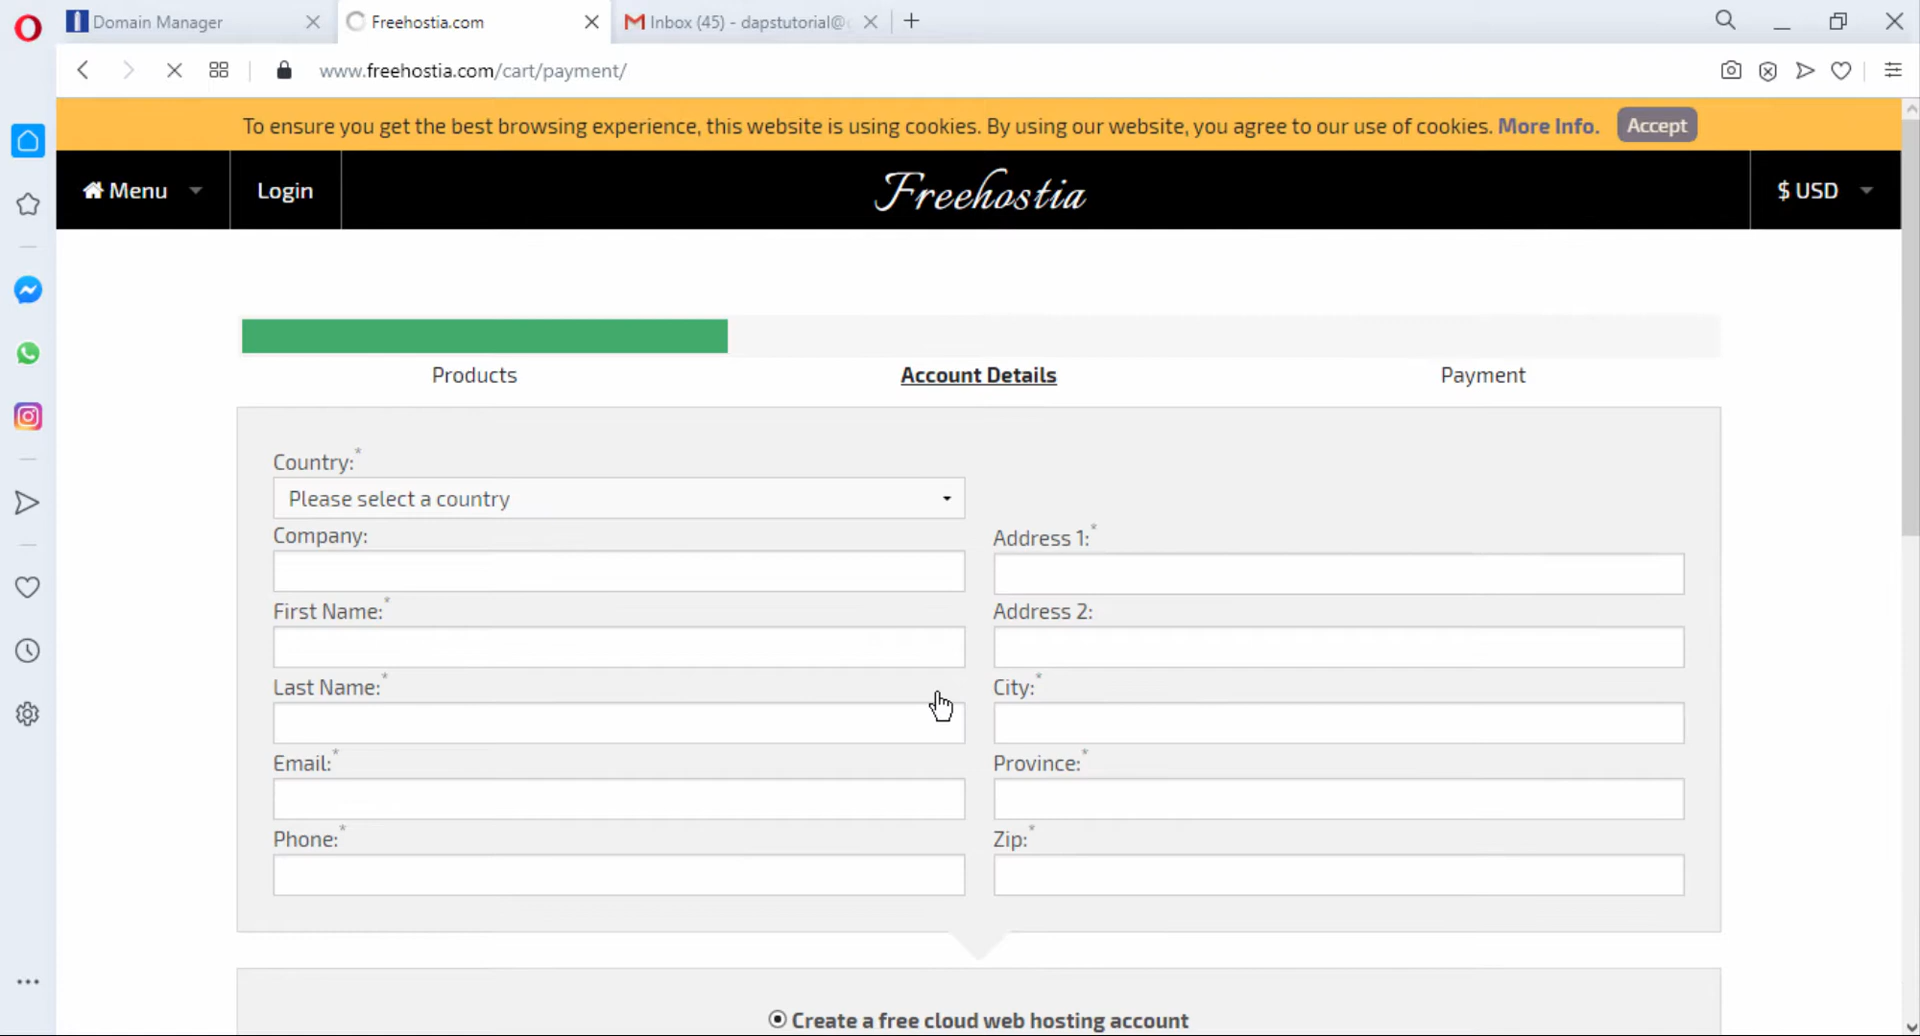 Domain Manager
Freehostia.com
Inbox (45) - dapstutorial@
www.freehostia.com/cart/payment/
To ensure you get the best browsing experience, this website is using cookies. By using our website, you agree to our use of cookies. More Info. Accept
Menu
Login
Freehostia
$ USD
Products
Account Details
Payment
Country:*
Please select a country
Company:
Address 1:*
First Name:*
Address 2:
Last Name:*
City:*
Email:*
Province:*
Phone:*
Zip:*
Create a free cloud web hosting account